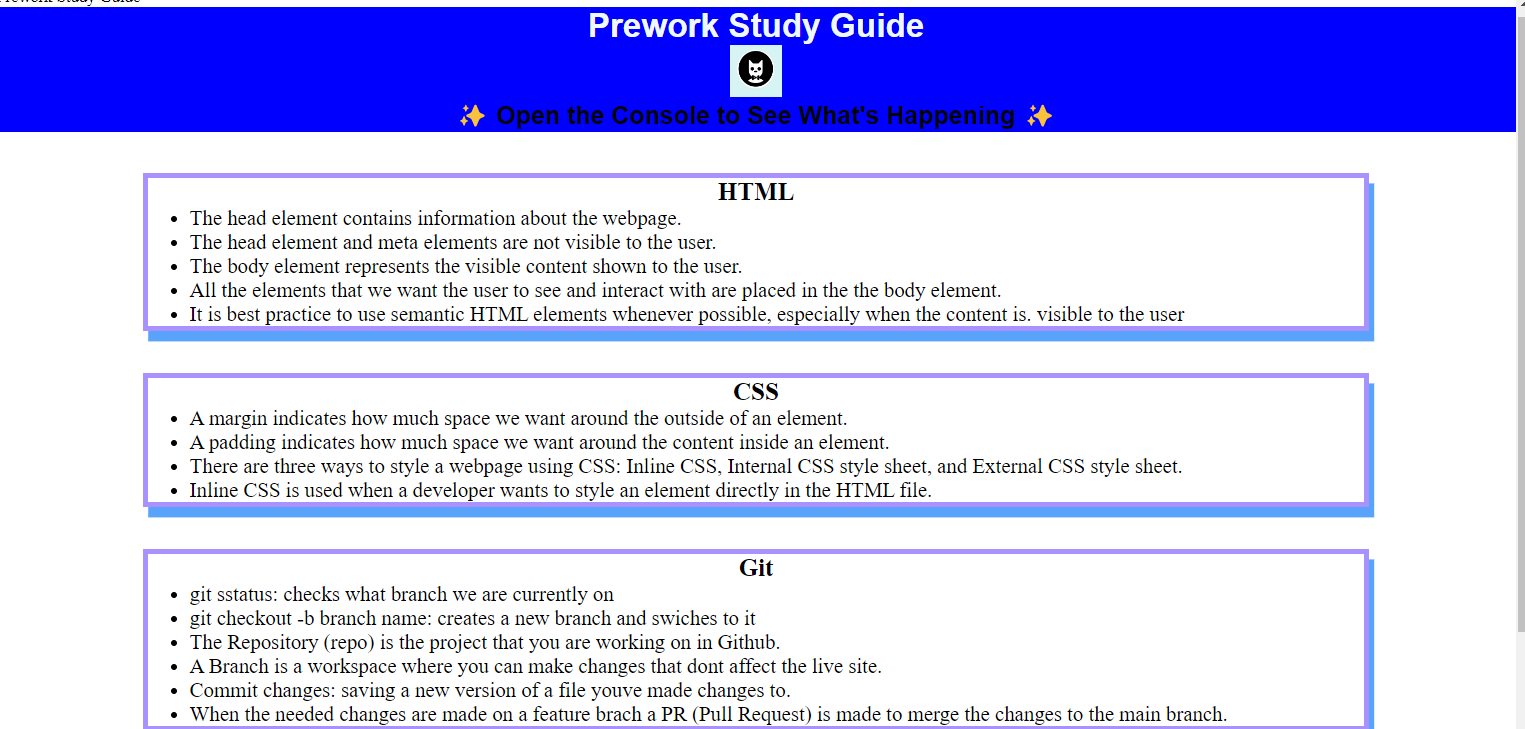 Prework Study Guide
Prework Study Guide
✨ Open the Console to See What's Happening ✨
HTML
• The head element contains information about the webpage.
• The head element and meta elements are not visible to the user.
• The body element represents the visible content shown to the user.
• All the elements that we want the user to see and interact with are placed in the the body element.
• It is best practice to use semantic HTML elements whenever possible, especially when the content is. visible to the user
CSS
• A margin indicates how much space we want around the outside of an element.
• A padding indicates how much space we want around the content inside an element.
• There are three ways to style a webpage using CSS: Inline CSS, Internal CSS style sheet, and External CSS style sheet.
• Inline CSS is used when a developer wants to style an element directly in the HTML file.
Git
• git sstatus: checks what branch we are currently on
• git checkout -b branch name: creates a new branch and swiches to it
• The Repository (repo) is the project that you are working on in Github.
• A Branch is a workspace where you can make changes that dont affect the live site.
• Commit changes: saving a new version of a file youve made changes to.
• When the needed changes are made on a feature brach a PR (Pull Request) is made to merge the changes to the main branch.